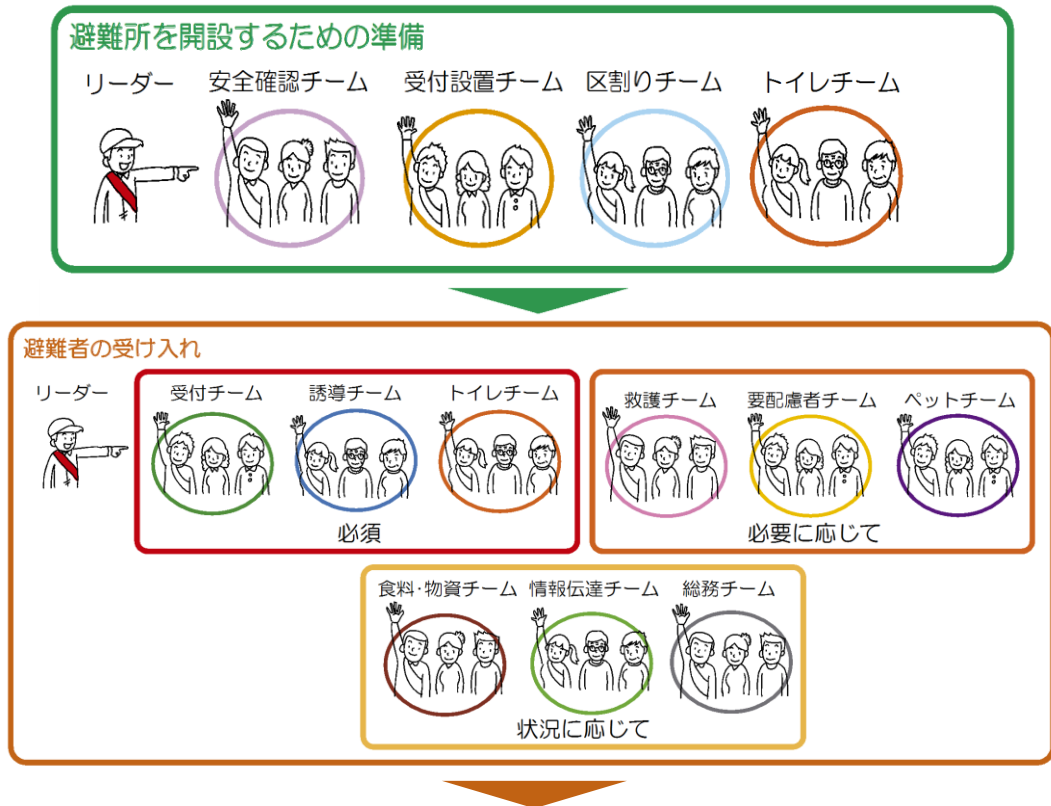 避難所を開設するための準備
リーダー 安全確認チーム 受付設置チーム 区割りチーム トイレチーム
避難者の受け入れ
リーダー 受付チーム 誘導チーム トイレチーム
必須
救護チーム 要配慮者チーム ペットチーム
必要に応じて
食料・物資チーム 情報伝達チーム 総務チーム
状況に応じて